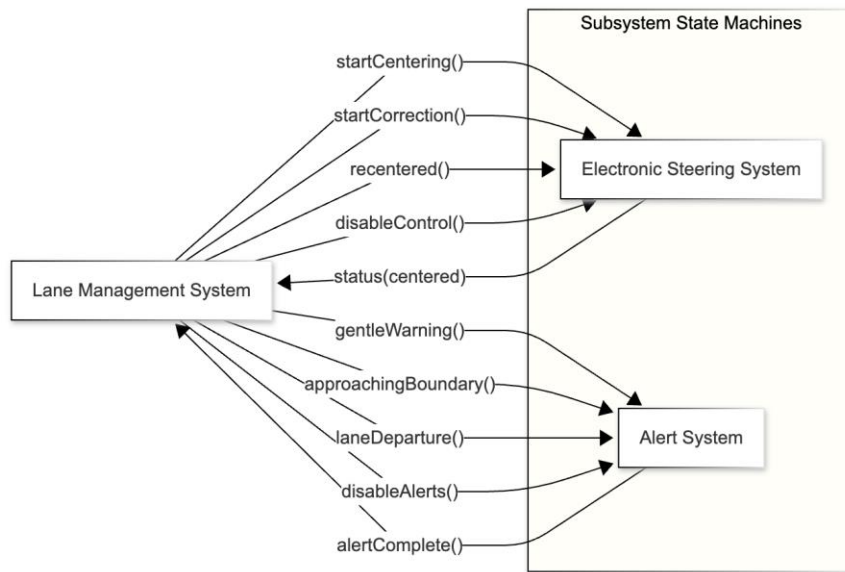 Subsystem State Machines
startCentering()
startCorrection()
recentered()
Electronic Steering System
disableControl()
Lane Management System
status(centered)
gentleWarning()
approachingBoundary()
laneDeparture()
Alert System
disableAlerts()
alertComplete()